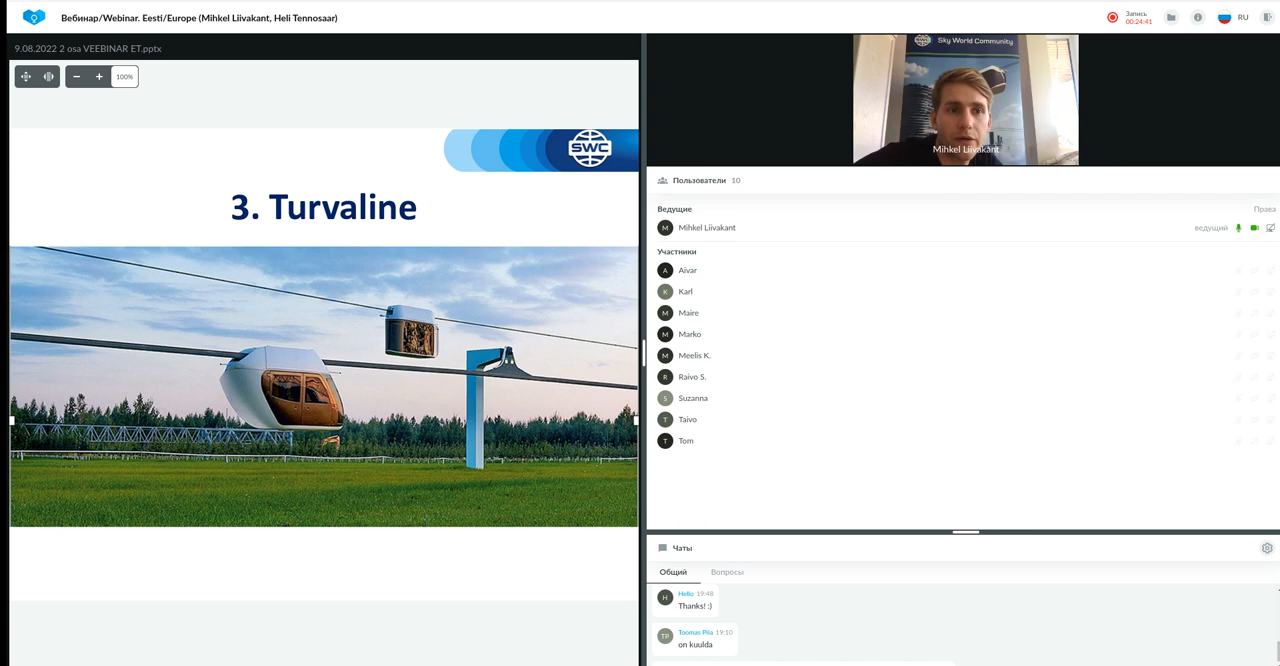 Вебинар/Webinar. Eesti/Europe (Mihkel Liivakant, Heli Tennosaar)
Запись
00:24:41
RU
9.08.2022 2 osa VEEBINAR ET.pptx
100%
SWC
3. Turvaline
Sky World Community
Mihkel Liivakant
Пользователи 10
Ведущие
Права
M
Mihkel Liivakant
ведущий
Участники
A
Aivar
K
Karl
M
Maire
M
Marko
M
Meelis K.
R
Raivo S.
S
Suzanna
T
Taivo
T
Tom
Чаты
Общий
Вопросы
H
Hello 19:48
Thanks! :)
TP
Toomas Pila 19:10
on kuulda